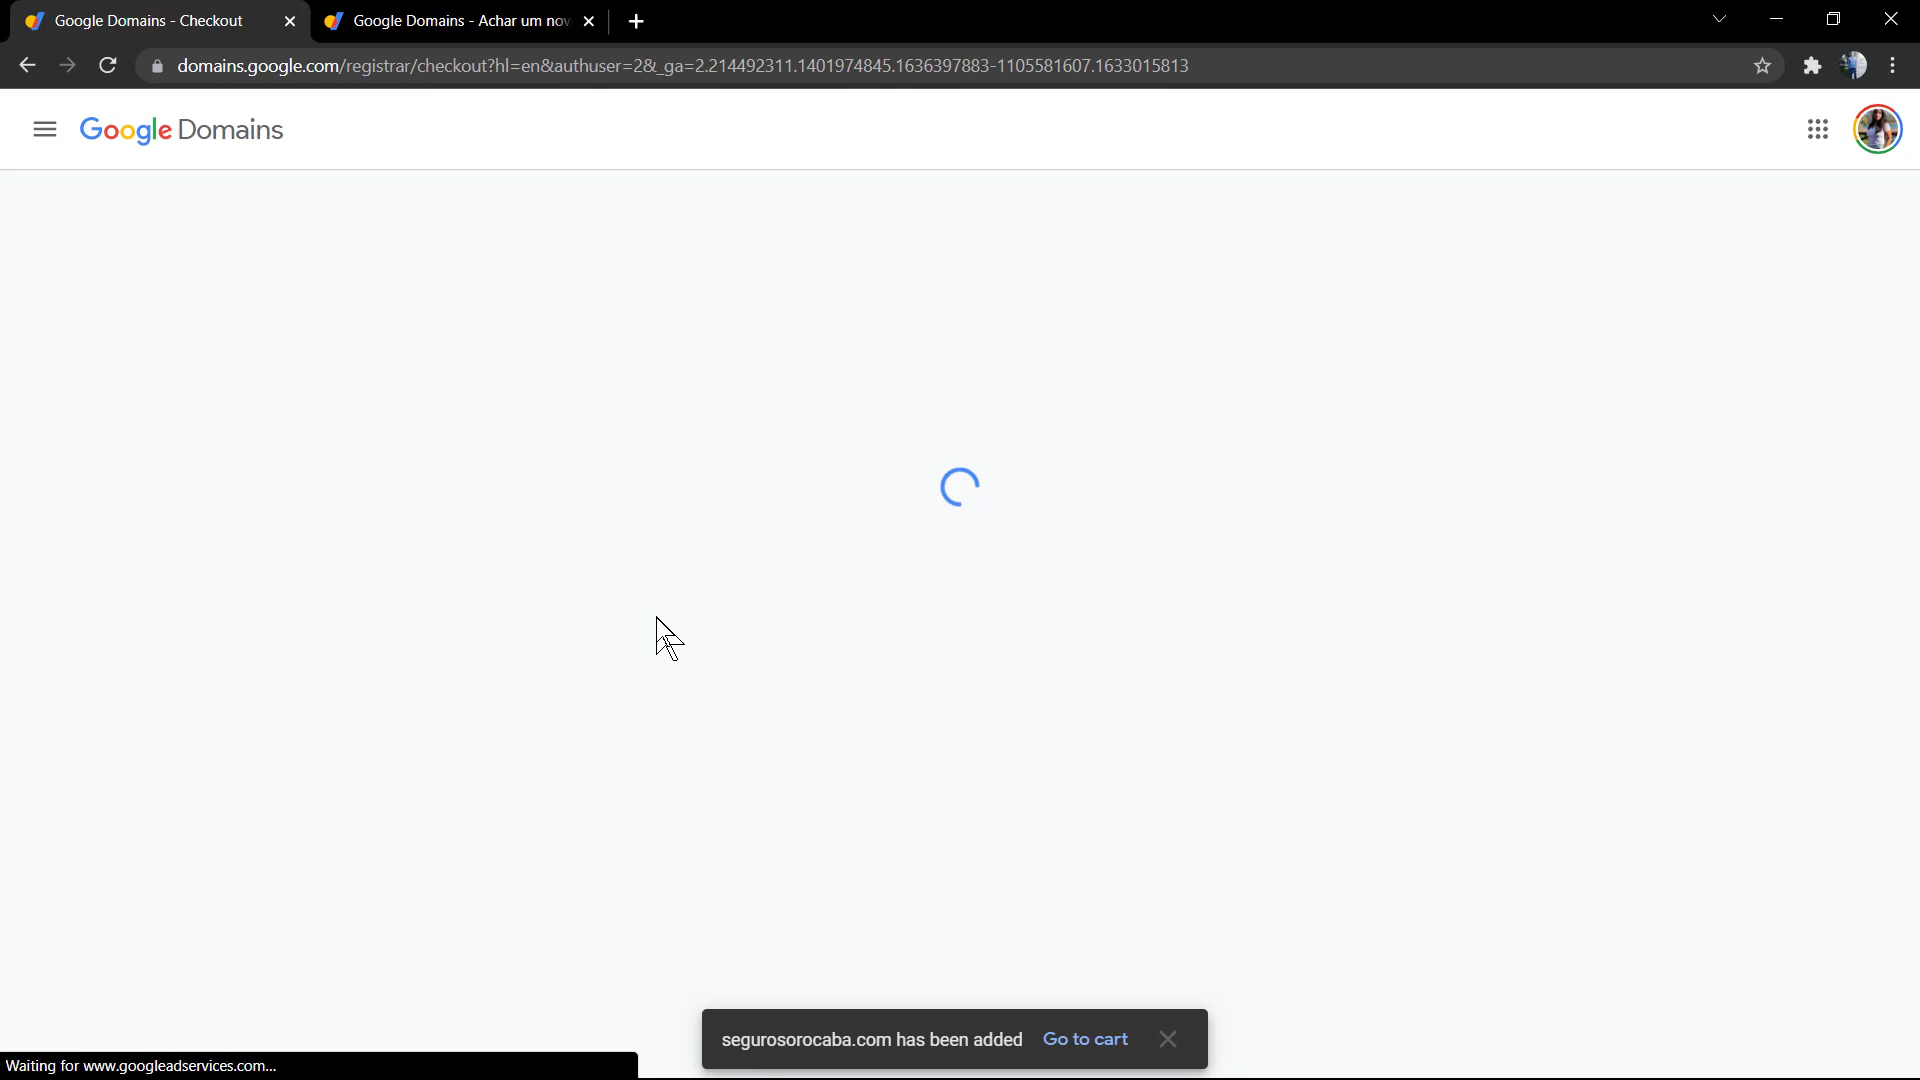 Google Domains - Checkout
Google Domains - Achar um nov
domains.google.com/registrar/checkout?hl=en&authuser=2&_ga=2.214492311.1401974845.1636397883-1105581607.1633015813
Google Domains
segurosorocaba.com has been added Go to cart
Waiting for www.googleadservices.com...